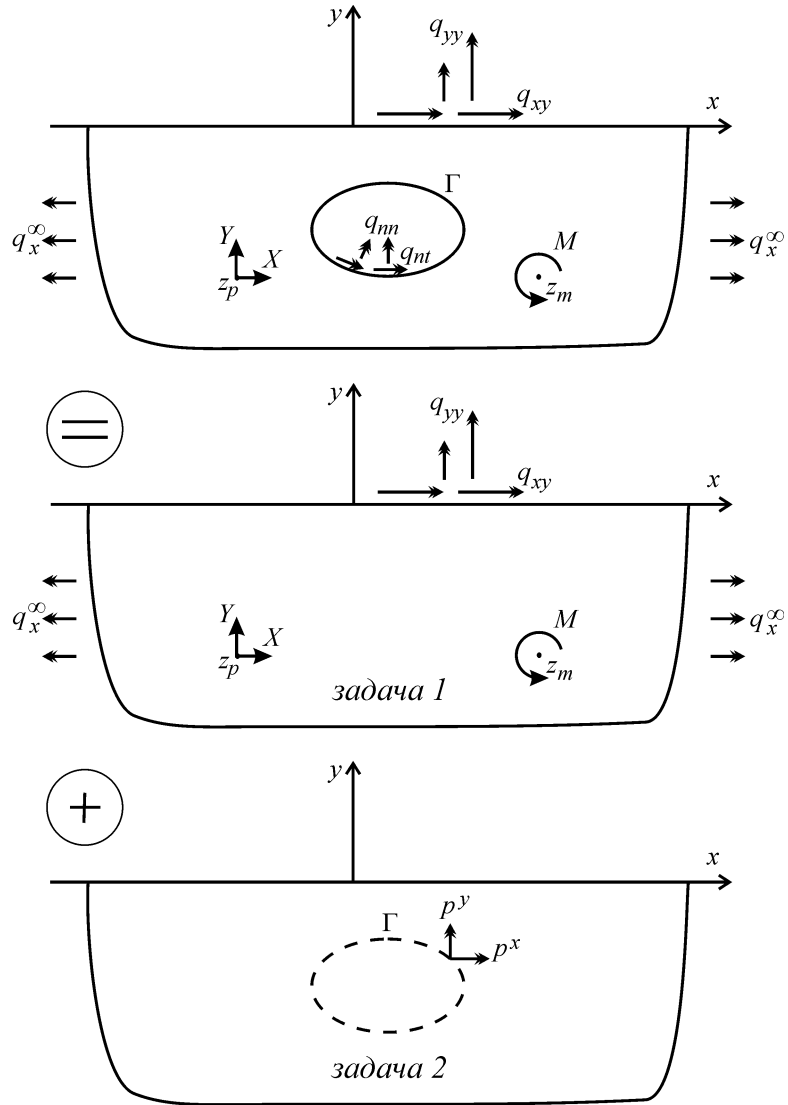 y
q_yy
q_xy
x
Γ
q_nn
q_nt
q_x^∞
Y
X
z_p
M
z_m
q_x^∞
=
y
q_yy
q_xy
x
q_x^∞
Y
X
z_p
M
z_m
q_x^∞
задача 1
+
y
x
Γ
p^y
p^x
задача 2